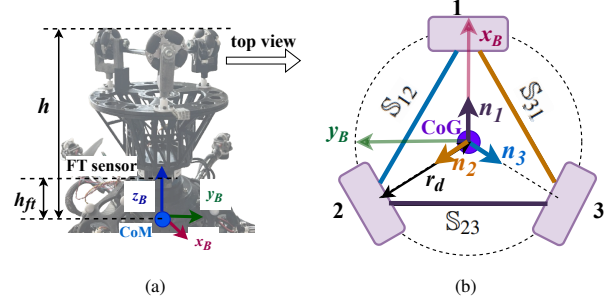 h
h_ft
FT sensor
z_B
y_B
CoM
x_B
top view
1
x_B
𝕊_12
𝕊_31
n_1
y_B
CoG
n_2
n_3
r_d
2
3
𝕊_23
(a)
(b)